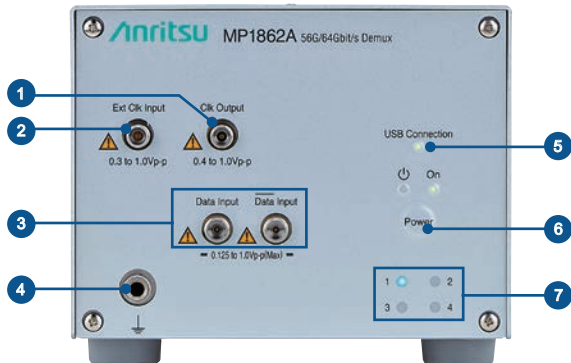 Anritsu MP1862A 56G/64Gbit/s Demux
1
Ext Clk Input Clk Output
2
0.3 to 1.0Vp-p 0.4 to 1.0Vp-p
USB Connection
5
On
3
Data Input Data Input
Power
6
0.125 to 1.0Vp-p(Max)
4
1 2
3 4
7